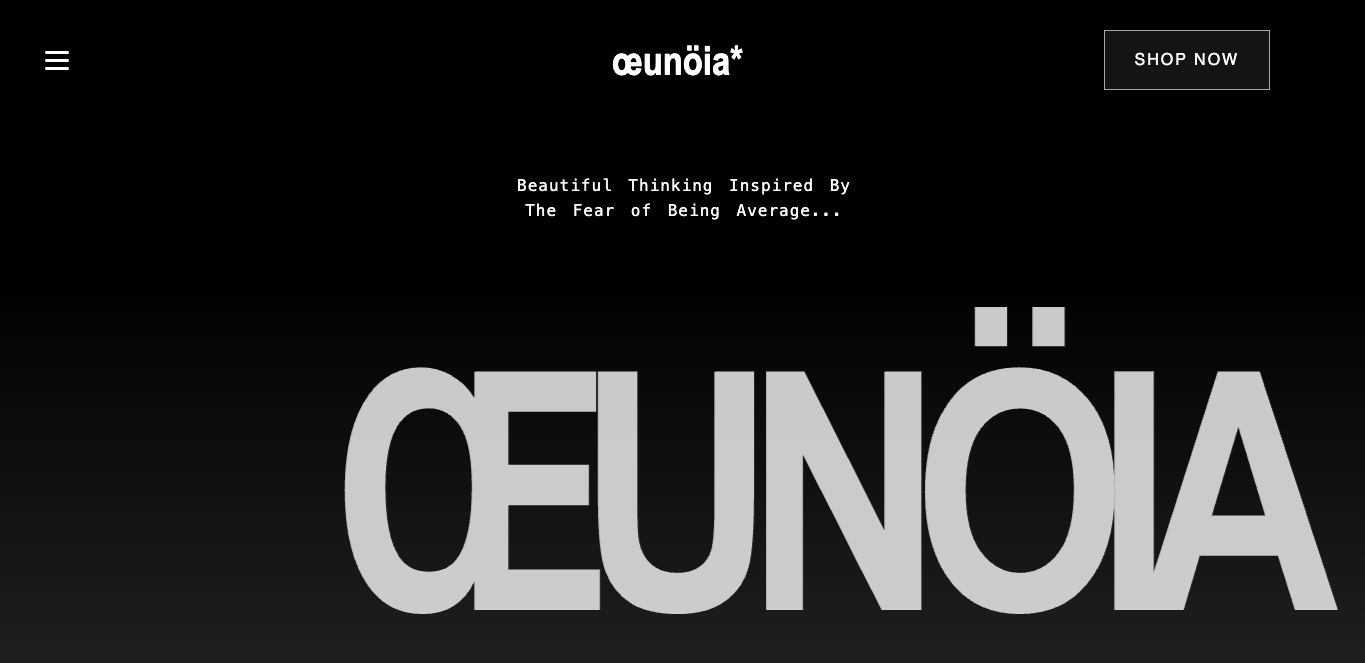 œunöia*
SHOP NOW
Beautiful Thinking Inspired By
The Fear of Being Average...
ŒUNÖIA